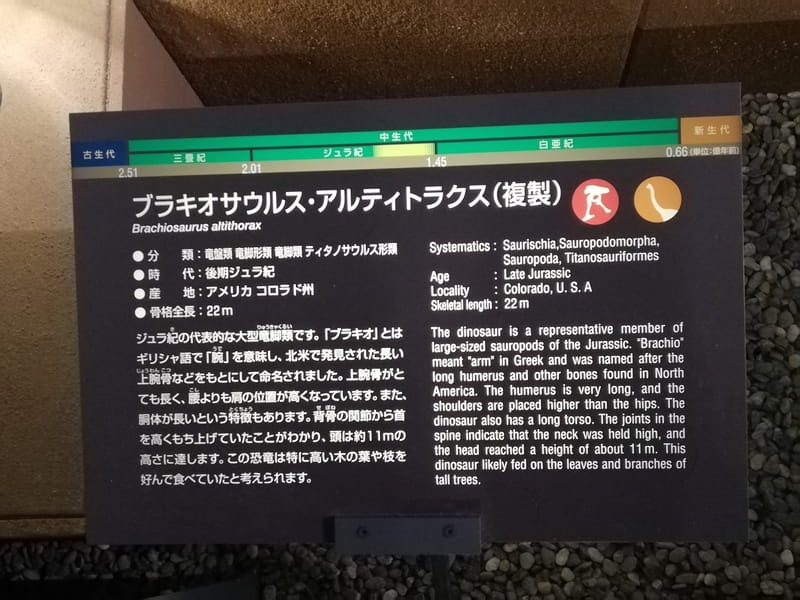 中生代
新生代
古生代
三畳紀
ジュラ紀
白亜紀
2.51
2.01
1.45
0.66(単位:億年前)
ブラキオサウルス・アルティトラクス(複製)
Brachiosaurus altithorax
●分　類:竜盤類 竜脚形類 竜脚類 ティタノサウルス形類
●時　代:後期ジュラ紀
●産　地:アメリカ コロラド州
●骨格全長:22m
ジュラ紀の代表的な大型竜脚類です。「ブラキオ」とは
ギリシャ語で「腕」を意味し、北米で発見された長い
上腕骨などをもとにして命名されました。上腕骨がと
ても長く、腰よりも肩の位置が高くなっています。また、
胴体が長いという特徴もあります。背骨の関節から首
を高くもち上げていたことがわかり、頭は約11mの
高さに達します。この恐竜は特に高い木の葉や枝を
好んで食べていたと考えられます。
Systematics : Saurischia,Sauropodomorpha,
Sauropoda, Titanosauriformes
Age : Late Jurassic
Locality : Colorado, U. S. A
Skeletal length : 22 m
The dinosaur is a representative member of
large-sized sauropods of the Jurassic. "Brachio"
meant "arm" in Greek and was named after the
long humerus and other bones found in North
America. The humerus is very long, and the
shoulders are placed higher than the hips. The
dinosaur also has a long torso. The joints in the
spine indicate that the neck was held high, and
the head reached a height of about 11 m. This
dinosaur likely fed on the leaves and branches of
tall trees.